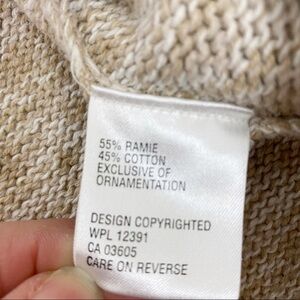 55% RAMIE
45% COTTON
EXCLUSIVE OF
ORNAMENTATION
DESIGN COPYRIGHTED
WPL 12391
CA 03605
CARE ON REVERSE